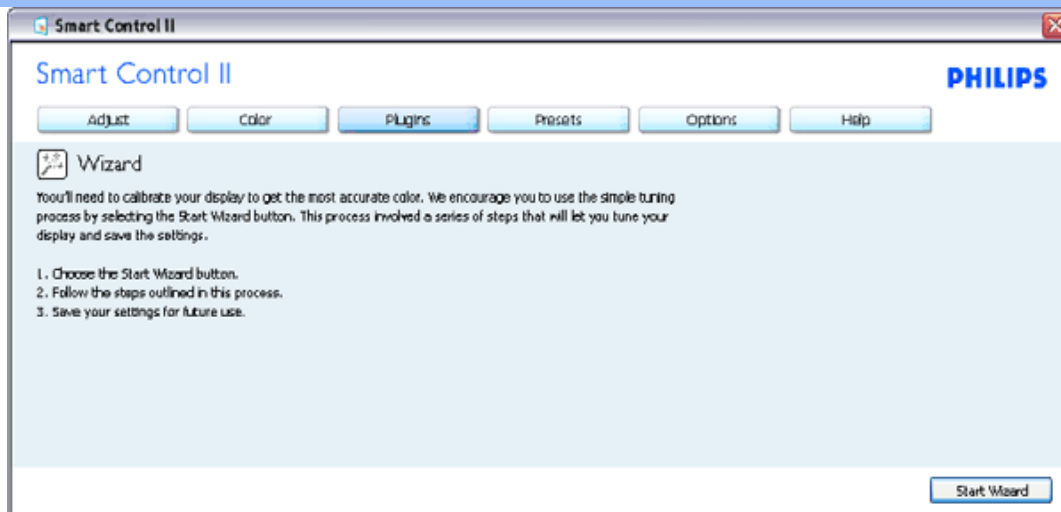 Smart Control II
Smart Control II
PHILIPS
Adjust Color Plugins Presets Options Help
Wizard
Yoou'll need to calibrate your display to get the most accurate color. We encourage you to use the simple tuning
process by selecting the Start Wizard button. This process involved a series of steps that will let you tune your
display and save the settings.
1. Choose the Start Wizard button.
2. Follow the steps outlined in this process.
3. Save your settings for future use.
Start Wizard